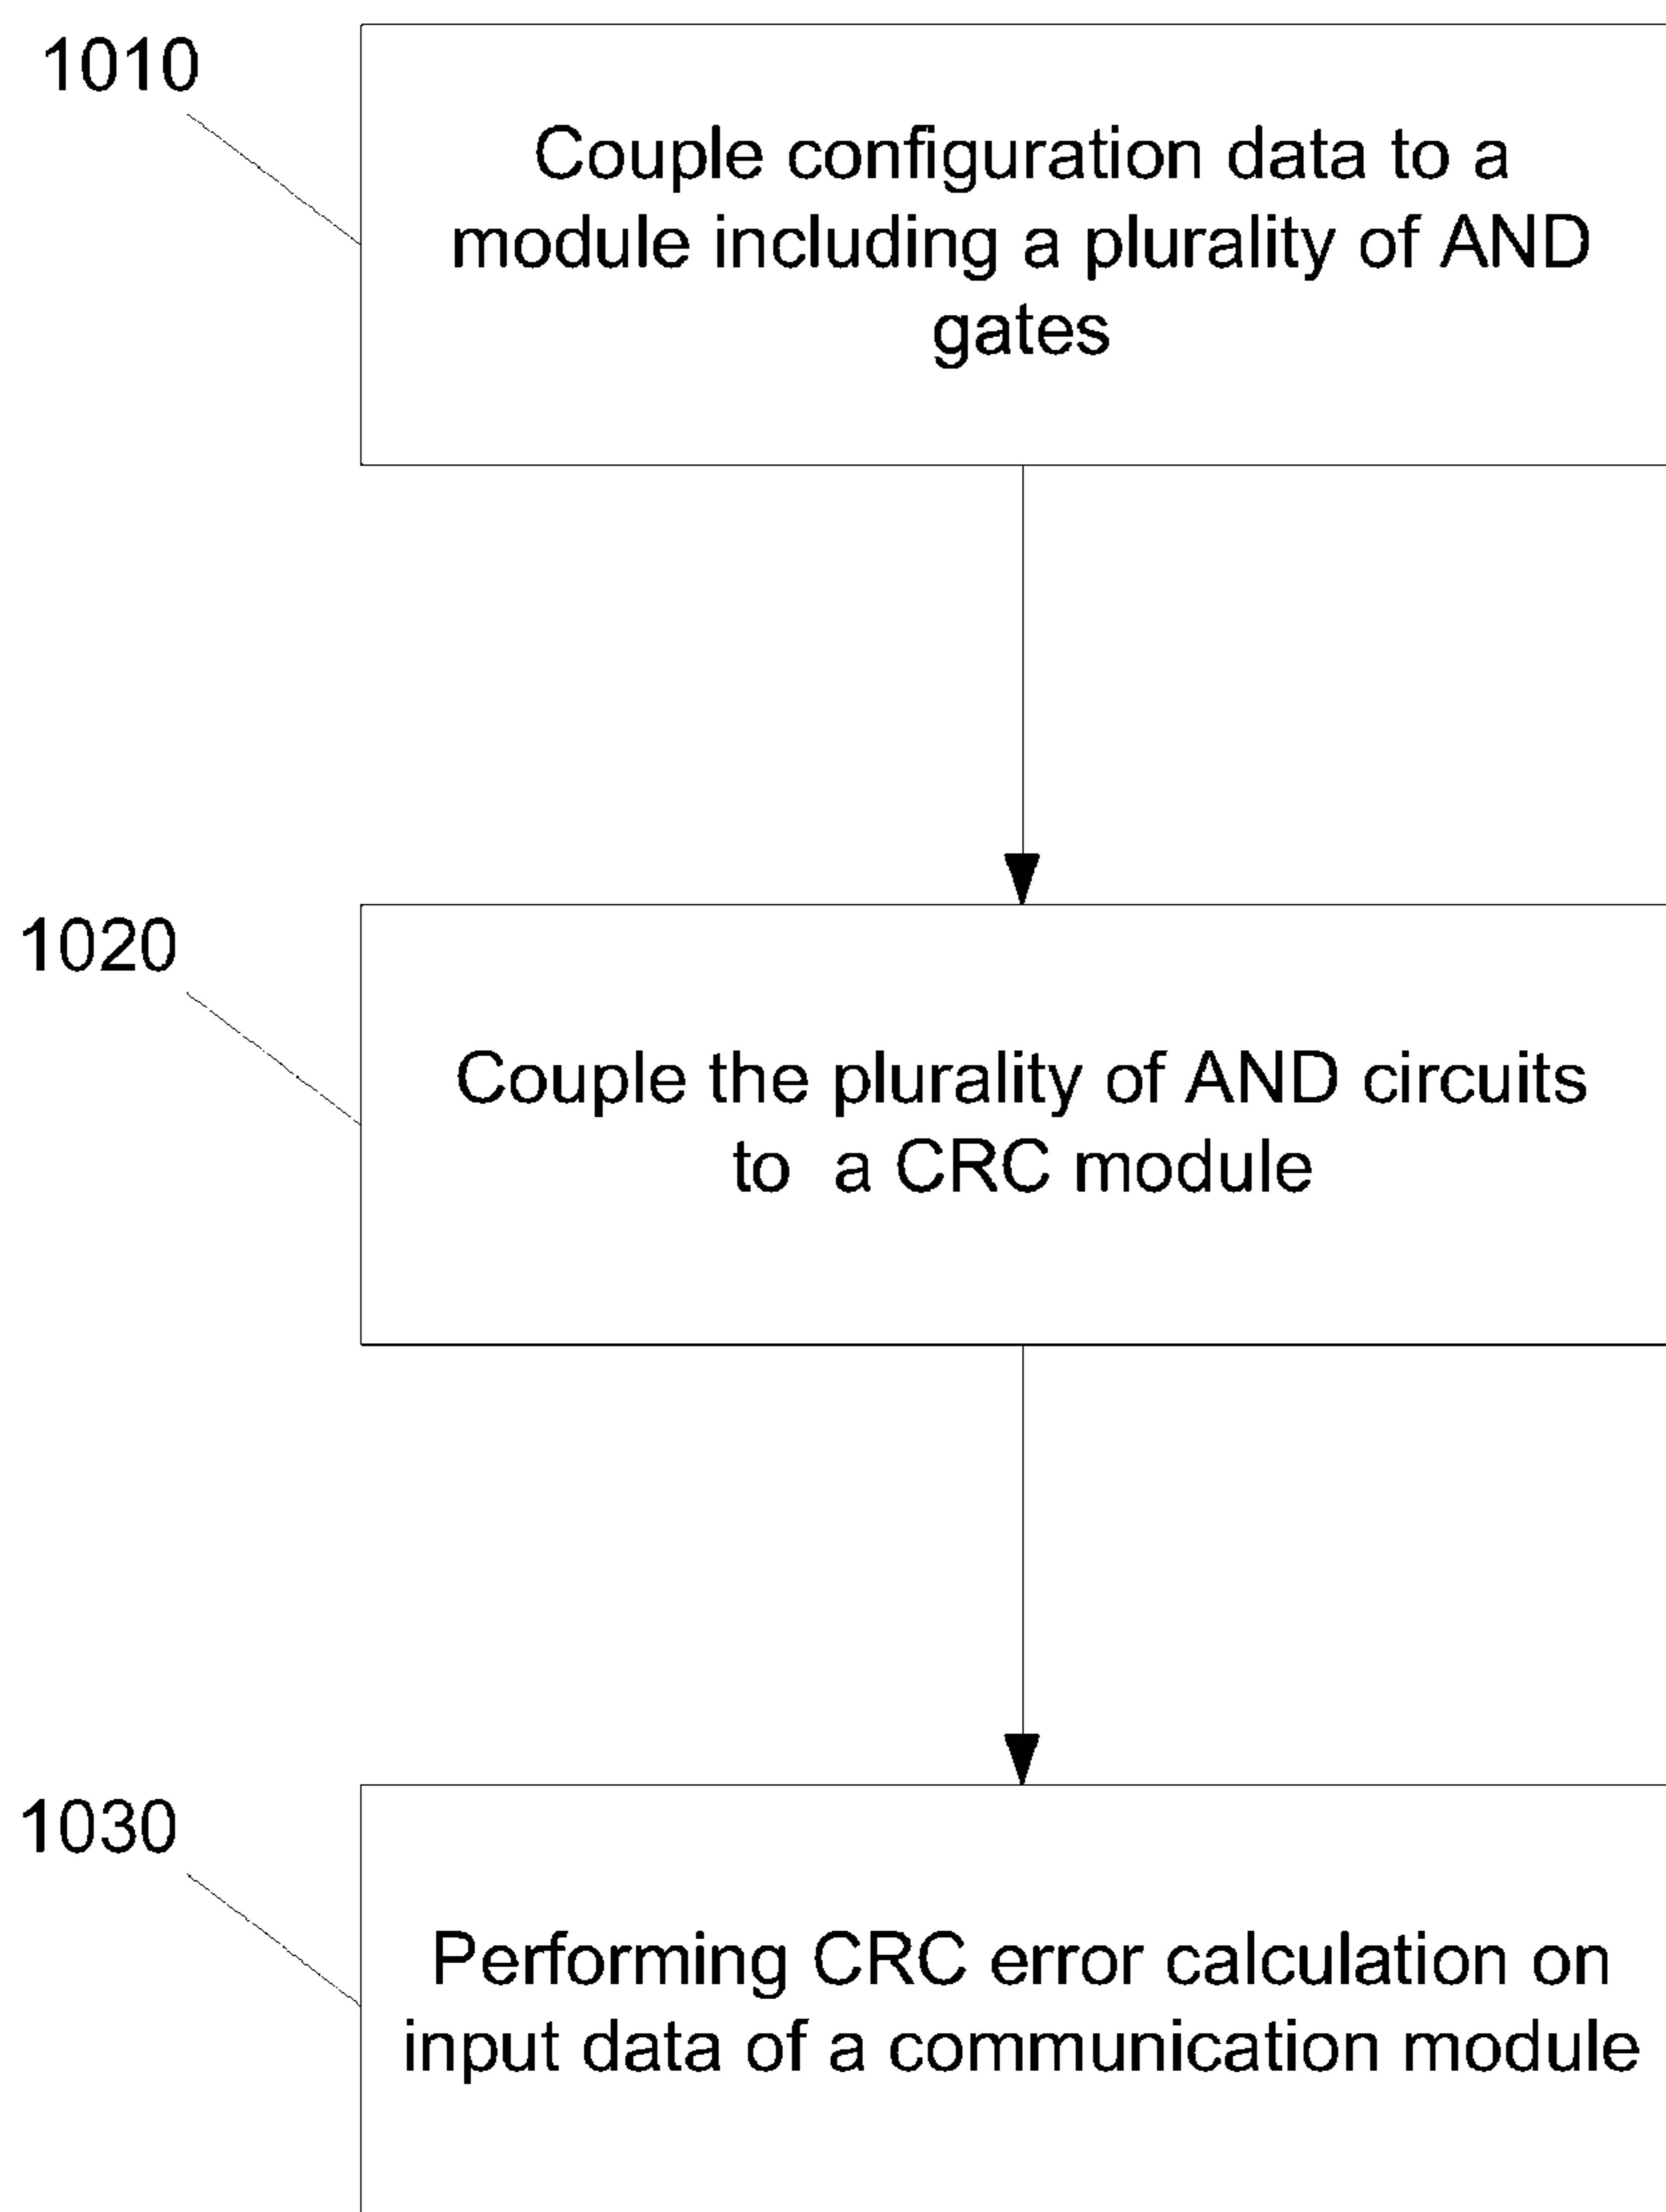 1010
Couple configuration data to a
module including a plurality of AND
gates
1020
Couple the plurality of AND circuits
to a CRC module
1030
Performing CRC error calculation on
input data of a communication module